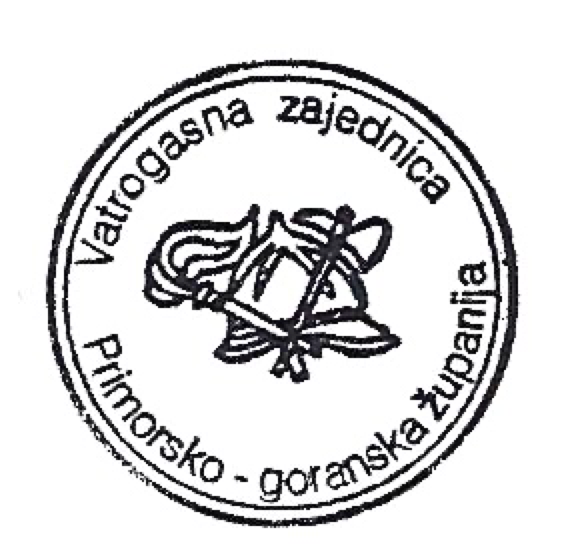 Vatrogasna zajednica
Primorsko - goranska županija